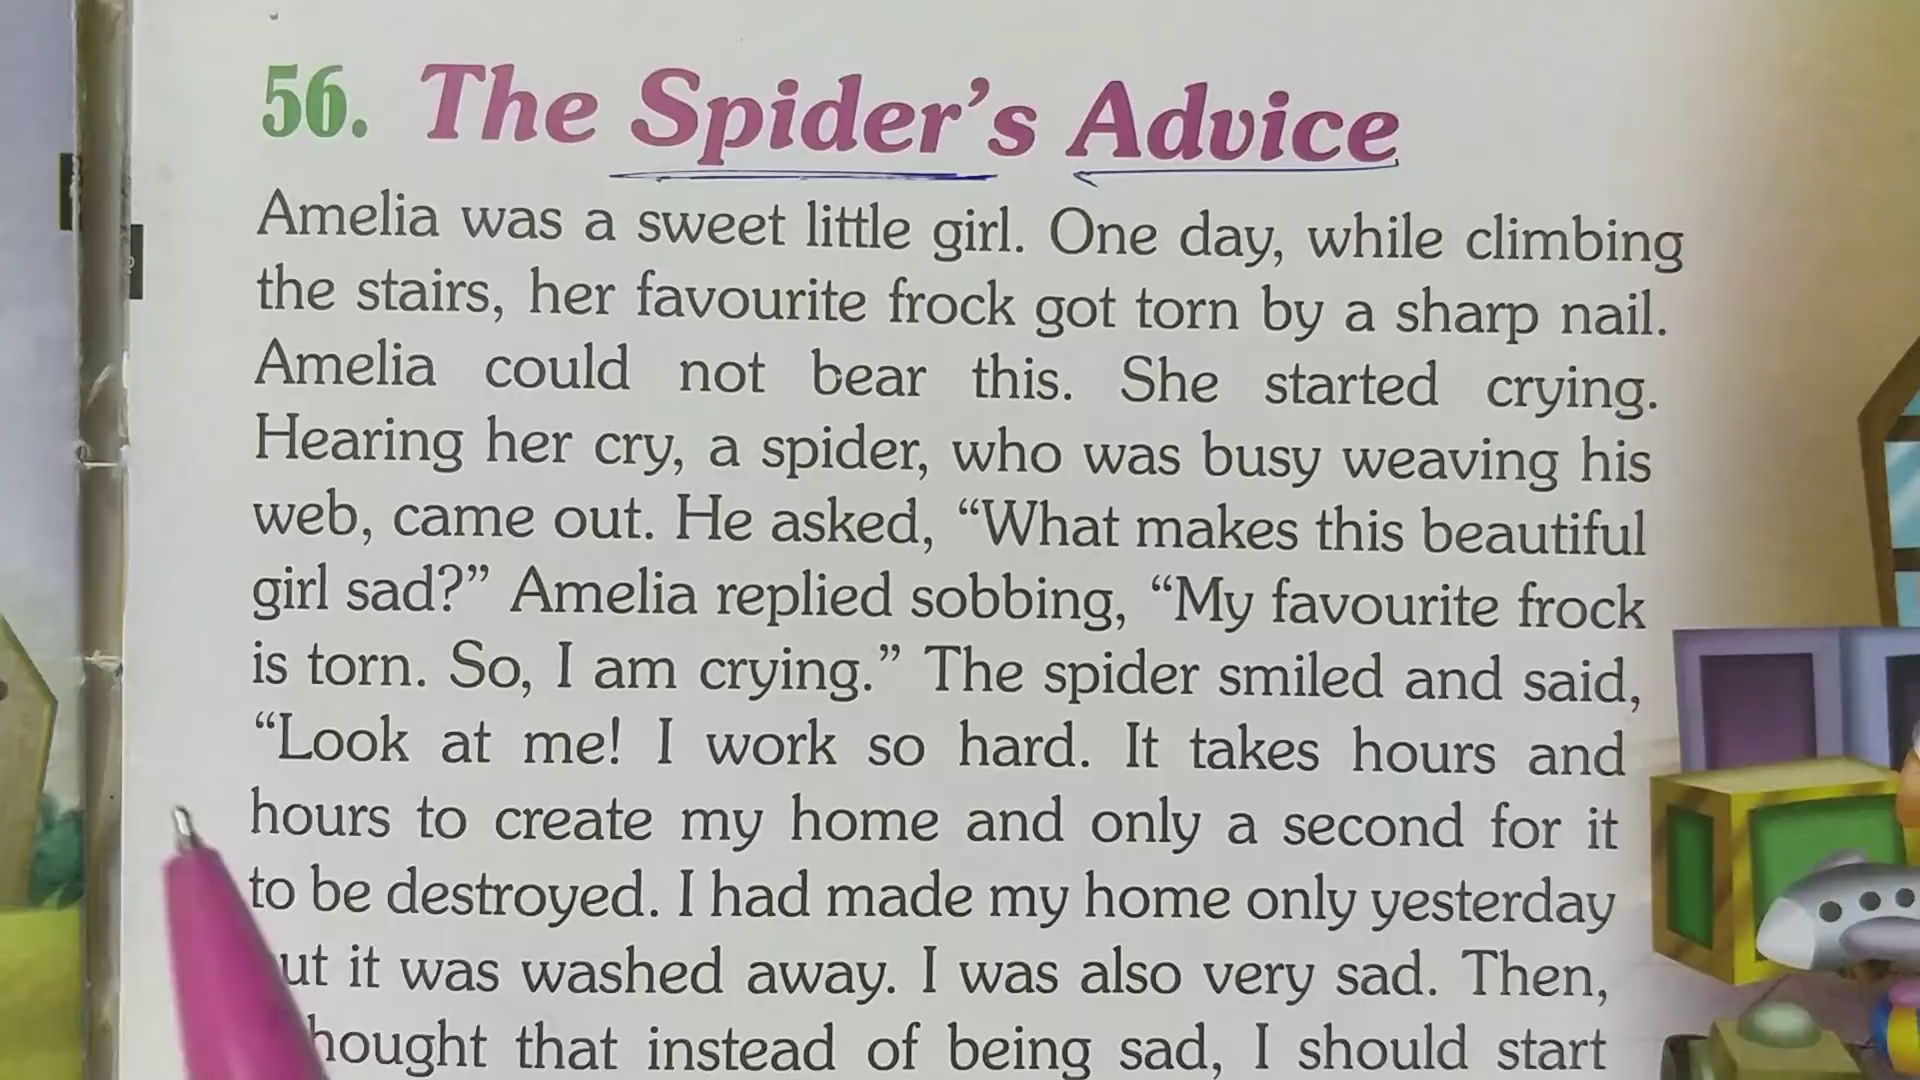 56. The Spider's Advice
Amelia was a sweet little girl. One day, while climbing
the stairs, her favourite frock got torn by a sharp nail.
Amelia could not bear this. She started crying.
Hearing her cry, a spider, who was busy weaving his
web, came out. He asked, “What makes this beautiful
girl sad?” Amelia replied sobbing, “My favourite frock
is torn. So, I am crying.” The spider smiled and said,
“Look at me! I work so hard. It takes hours and
hours to create my home and only a second for it
to be destroyed. I had made my home only yesterday
ut it was washed away. I was also very sad. Then,
hought that instead of being sad, I should start